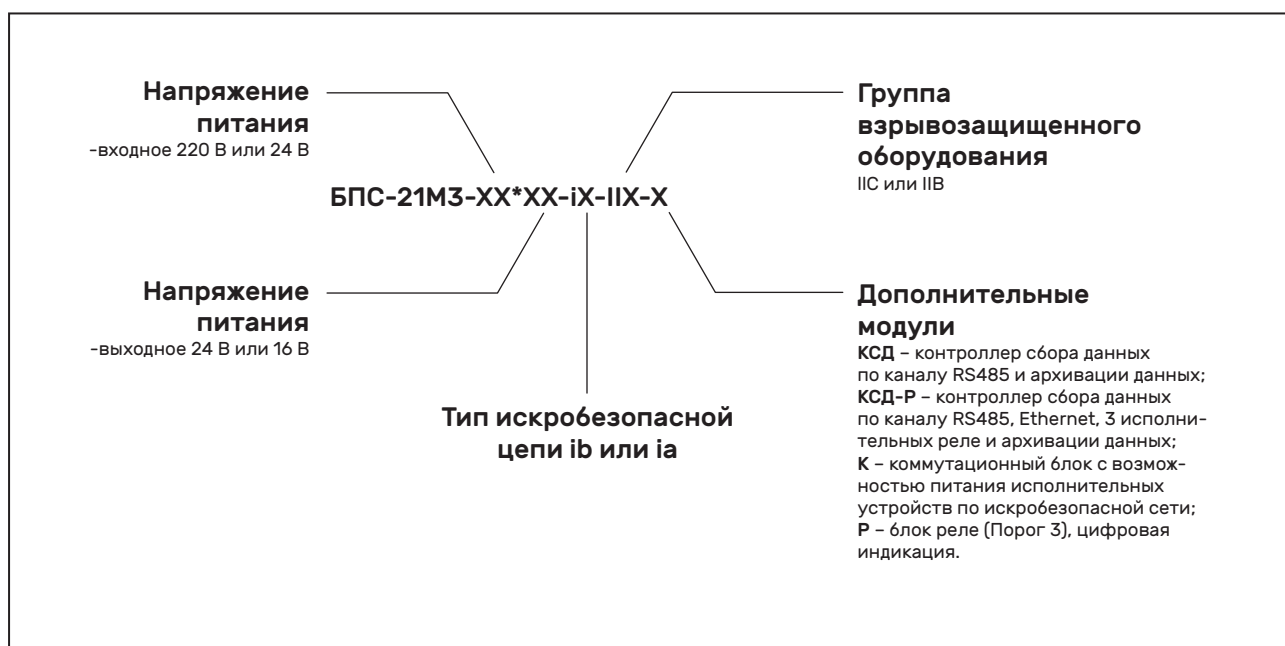 Напряжение
питания
-входное 220 В или 24 В
Группа
взрывозащищенного
оборудования
IIC или IIB
БПС-21М3-ХХ*ХХ-iХ-IIХ-Х
Напряжение
питания
-выходное 24 В или 16 В
Тип искробезопасной
цепи ib или ia
Дополнительные
модули
КСД – контроллер сбора данных
по каналу RS485 и архивации данных;
КСД-Р – контроллер сбора данных
по каналу RS485, Ethernet, 3 исполни-
тельных реле и архивации данных;
К – коммутационный блок с возмож-
ностью питания исполнительных
устройств по искробезопасной сети;
Р – блок реле (Порог 3), цифровая
индикация.